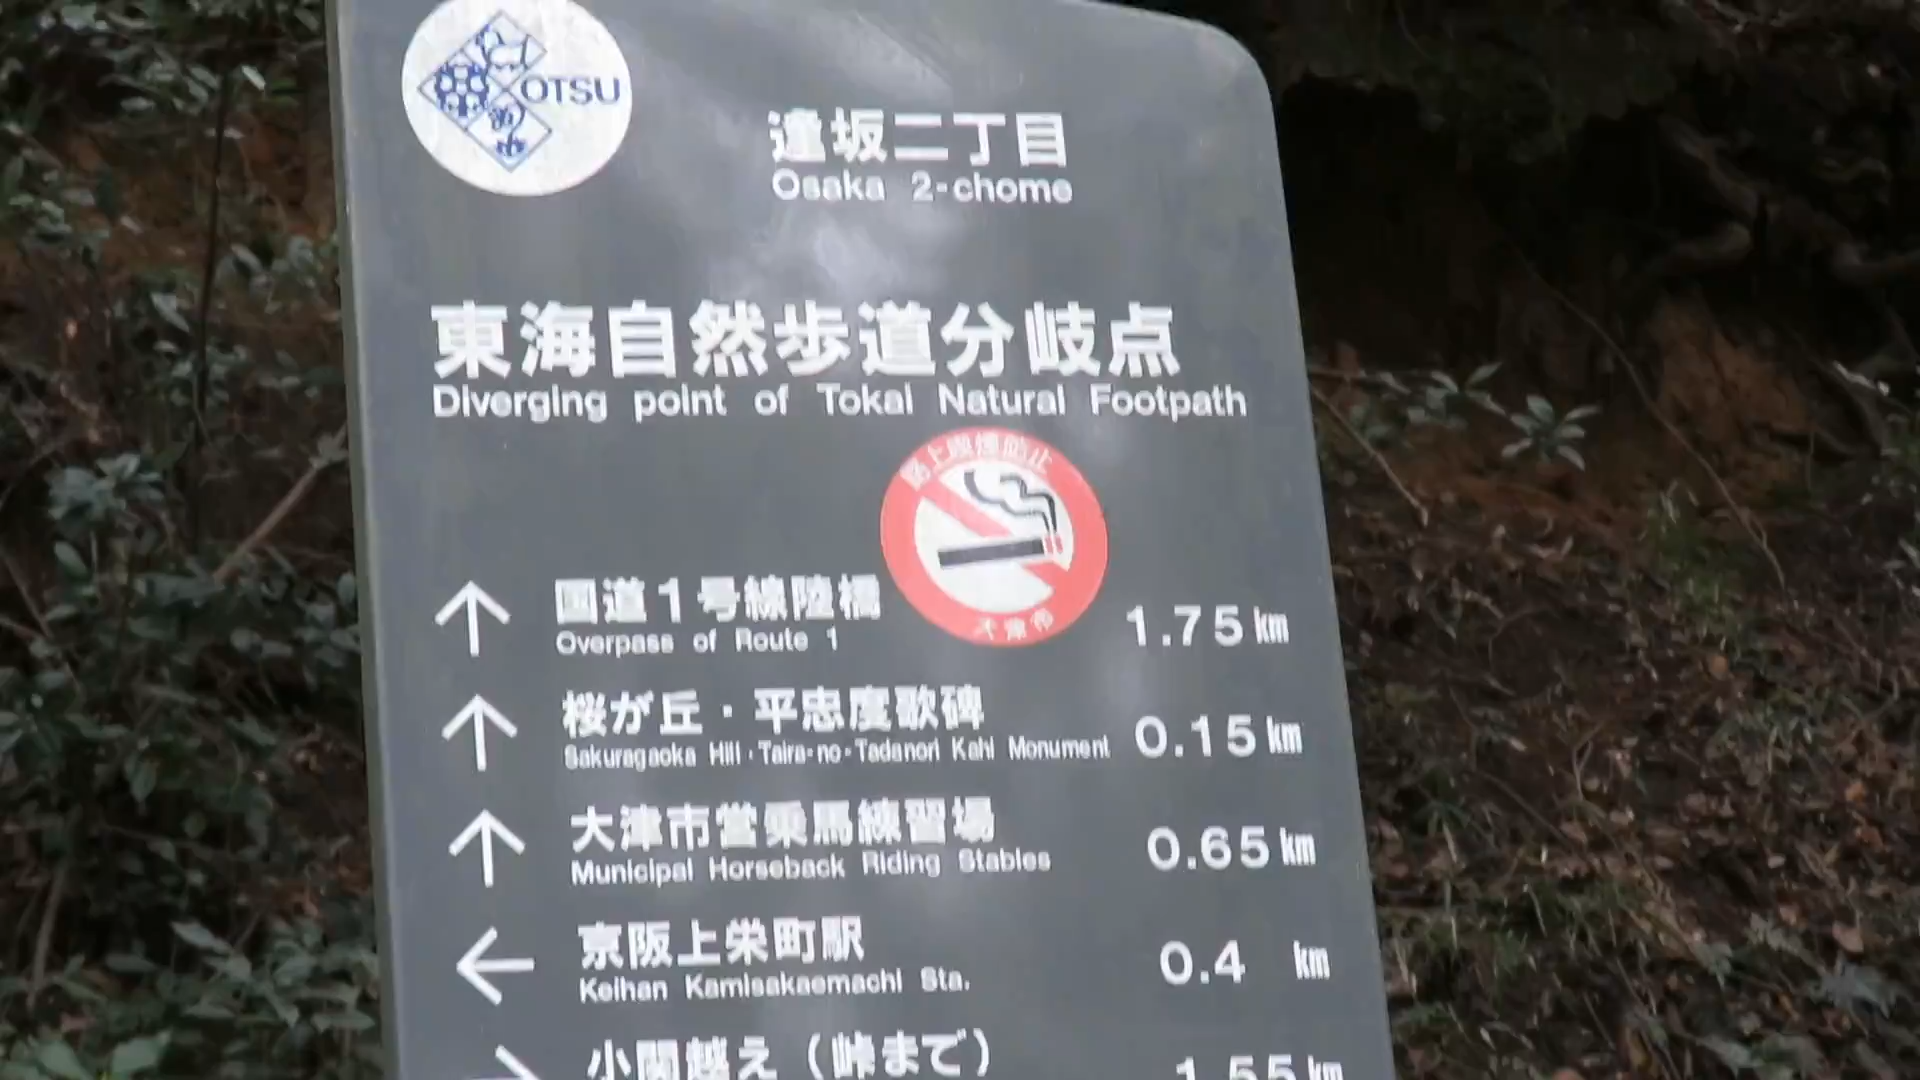 OTSU
逢坂二丁目
Osaka 2-chome
東海自然歩道分岐点
Diverging point of Tokai Natural Footpath
路上喫煙防止
大津市
国道1号線陸橋 1.75 km
Overpass of Route 1
桜が丘・平忠度歌碑 0.15 km
Sakuragaoka Hill・Taira-no-Tadanori Kahi Monument
大津市営乗馬練習場 0.65 km
Municipal Horseback Riding Stables
京阪上栄町駅 0.4 km
Keihan Kamisakaemachi Sta.
小関越え(峠まで) 1.55 km